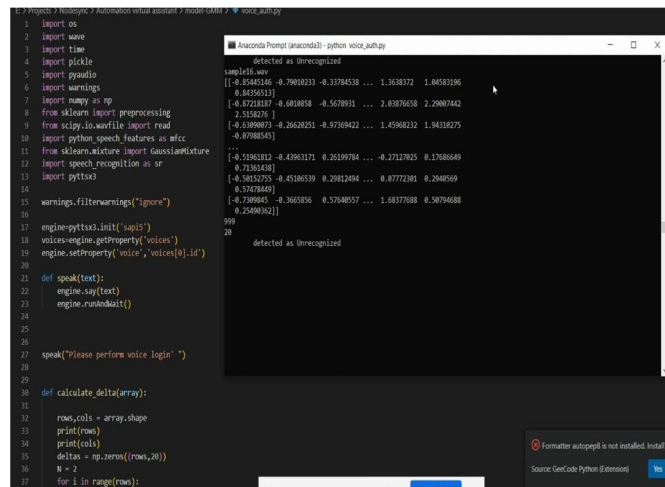 E: > Projects > Nodesync > Automation virtual assistant > model-GMM > voice_auth.py
1 import os
2 import wave
3 import time
4 import pickle
5 import pyaudio
6 import warnings
7 import numpy as np
8 from sklearn import preprocessing
9 from scipy.io.wavfile import read
10 import python_speech_features as mfcc
11 from sklearn.mixture import GaussianMixture
12 import speech_recognition as sr
13 import pyttsx3
14
15 warnings.filterwarnings("ignore")
16
17 engine=pyttsx3.init('sapi5')
18 voices=engine.getProperty('voices')
19 engine.setProperty('voice','voices[0].id')
20
21 def speak(text):
22 engine.say(text)
23 engine.runAndWait()
24
25
26
27 speak("Please perform voice login' ")
28
29
30 def calculate_delta(array):
31
32 rows,cols = array.shape
33 print(rows)
34 print(cols)
35 deltas = np.zeros((rows,20))
36 N = 2
37 for i in range(rows):
Anaconda Prompt (anaconda3) - python voice_auth.py
detected as Unrecognized
sample16.wav
[[-0.85445146 -0.79010233 -0.33784538 ... 1.3638372 1.04583196
0.84356513]
[-0.87218187 -0.6010858 -0.5678931 ... 2.03876658 2.29007442
2.5158276 ]
[-0.63090073 -0.26620251 -0.97369422 ... 1.45968232 1.94310275
-0.07988545]
...
[-0.51961812 -0.43963171 0.26199784 ... -0.27127025 0.17686649
0.71361438]
[-0.50152755 -0.45106539 0.29812494 ... 0.07772301 0.2940569
0.57478449]
[-0.7309845 -0.3665856 0.57640557 ... 1.68377688 0.50794688
0.25490362]]
999
20
detected as Unrecognized
Formatter autopep8 is not installed. Install?
Source: GeeCode Python (Extension)
Yes